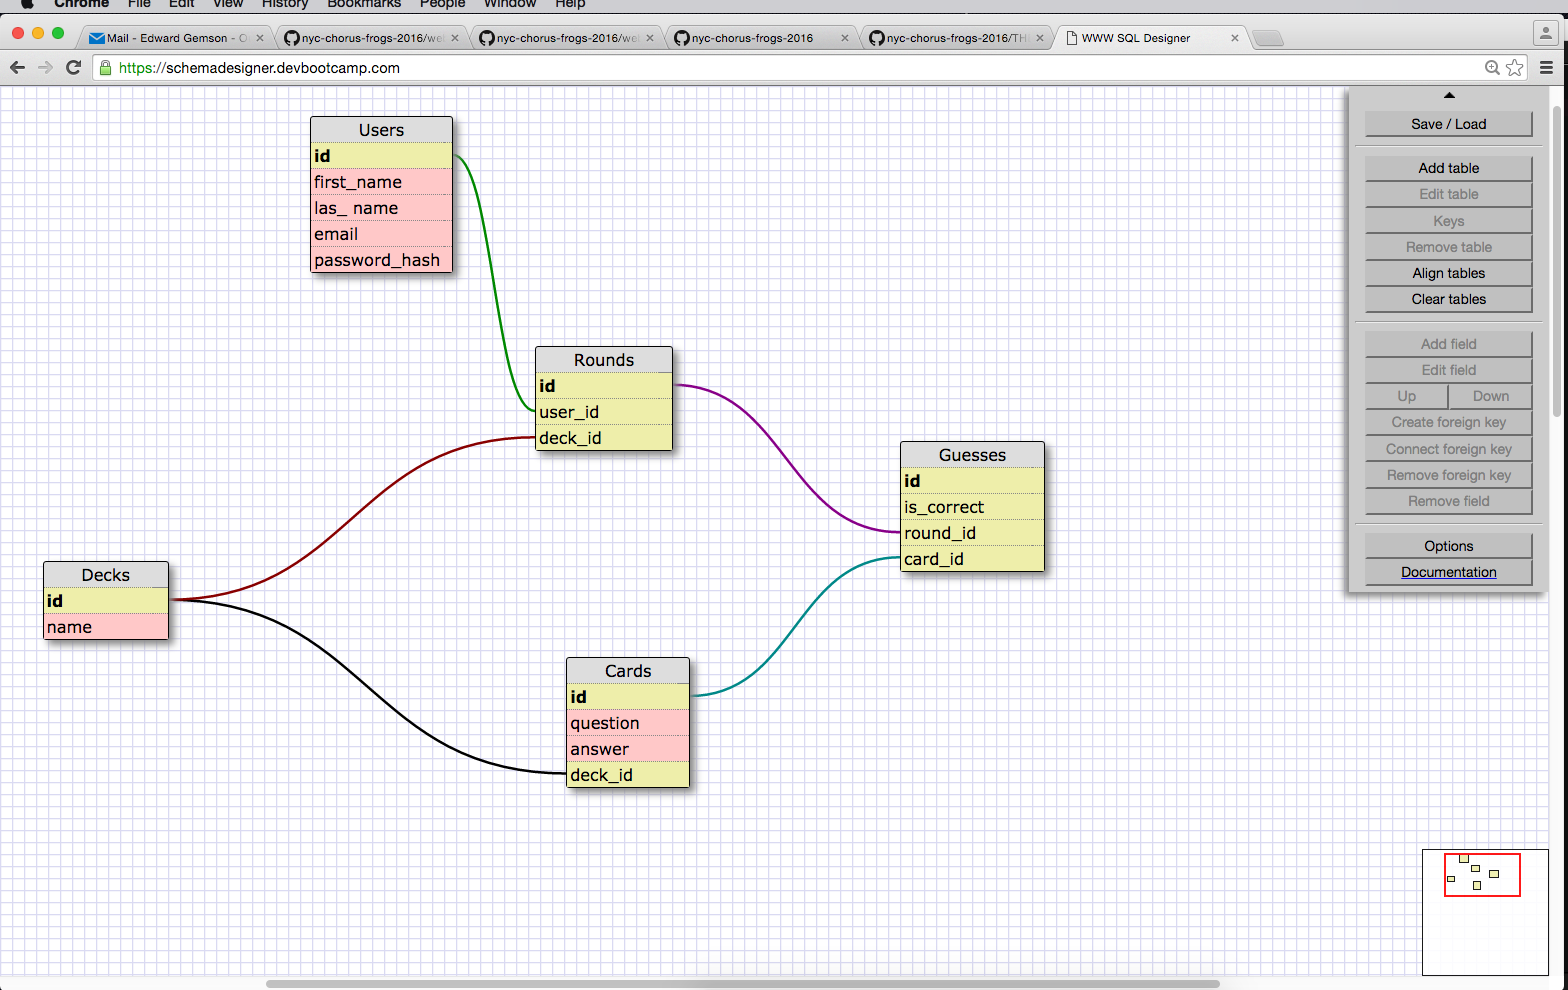 Chrome File Edit View History Bookmarks People Window Help
Mail - Edward Gemson - O
nyc-chorus-frogs-2016/we
nyc-chorus-frogs-2016/we
nyc-chorus-frogs-2016
nyc-chorus-frogs-2016/TH
WWW SQL Designer
https://schemadesigner.devbootcamp.com
Users
id
first_name
las_ name
email
password_hash
Rounds
id
user_id
deck_id
Guesses
id
is_correct
round_id
card_id
Decks
id
name
Cards
id
question
answer
deck_id
Save / Load
Add table
Edit table
Keys
Remove table
Align tables
Clear tables
Add field
Edit field
Up Down
Create foreign key
Connect foreign key
Remove foreign key
Remove field
Options
Documentation